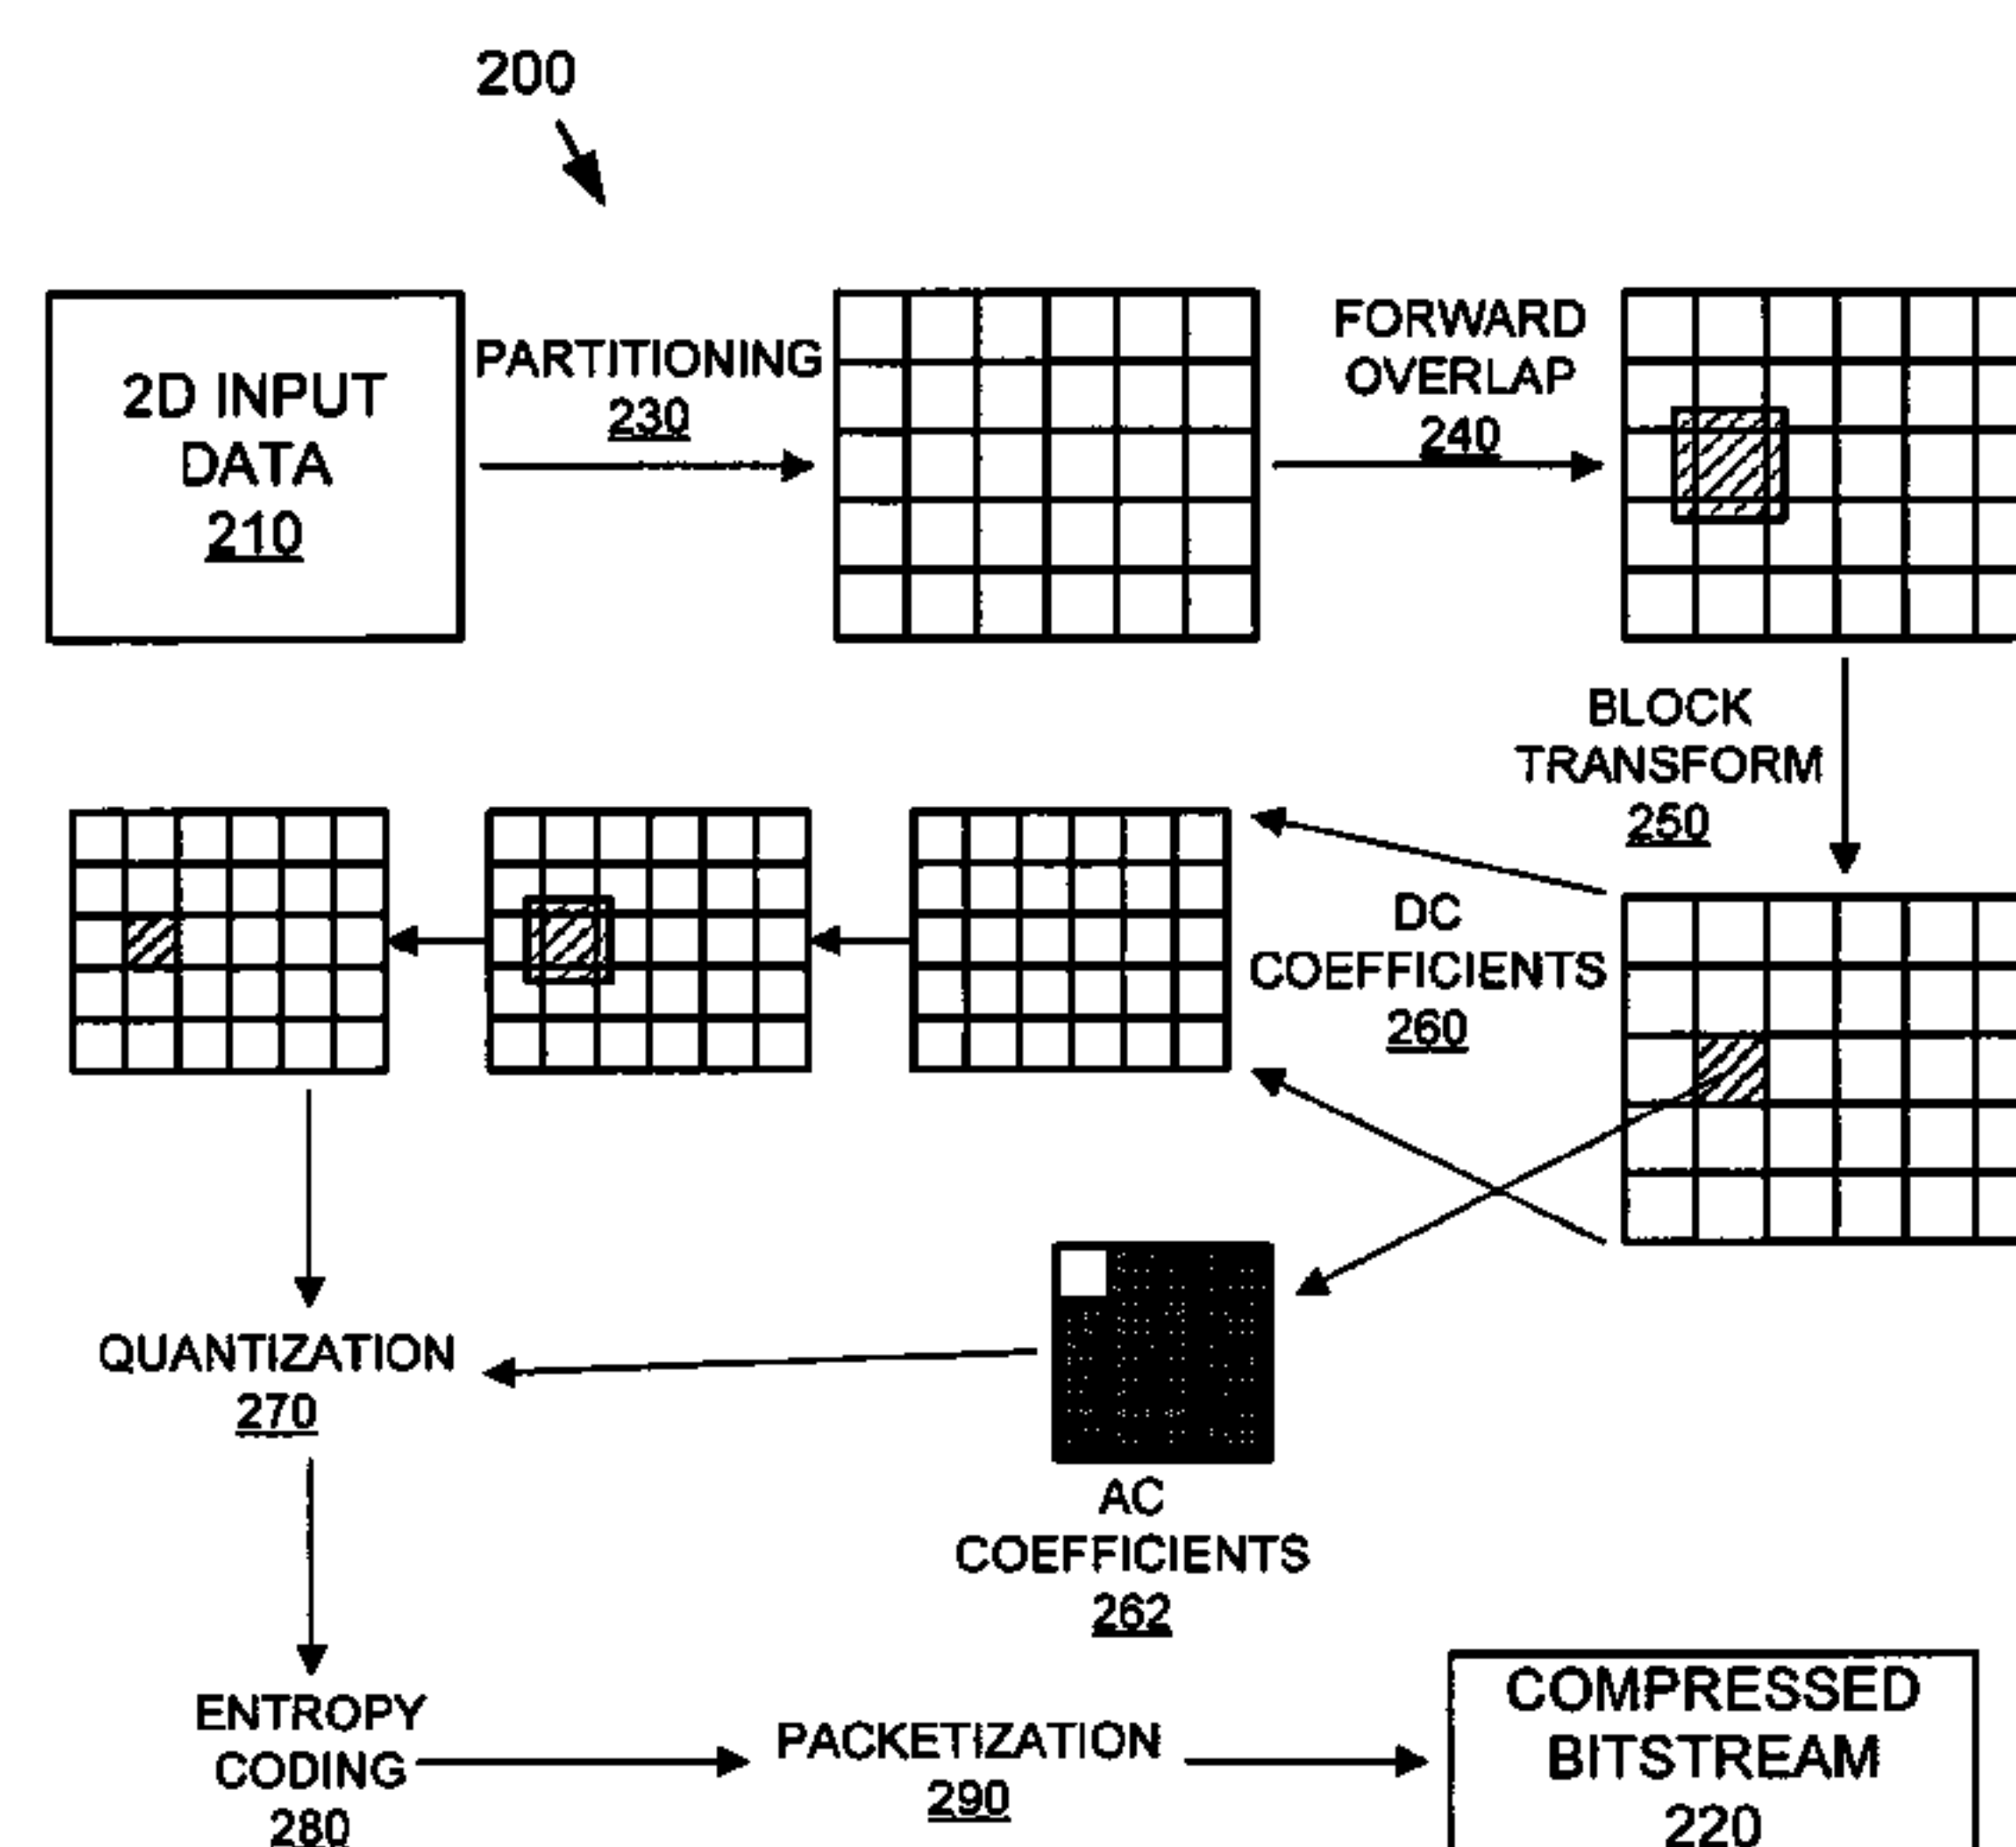 200
2D INPUT
DATA
210
PARTITIONING
230
FORWARD
OVERLAP
240
BLOCK
TRANSFORM
250
DC
COEFFICIENTS
260
QUANTIZATION
270
AC
COEFFICIENTS
262
ENTROPY
CODING
280
PACKETIZATION
290
COMPRESSED
BITSTREAM
220